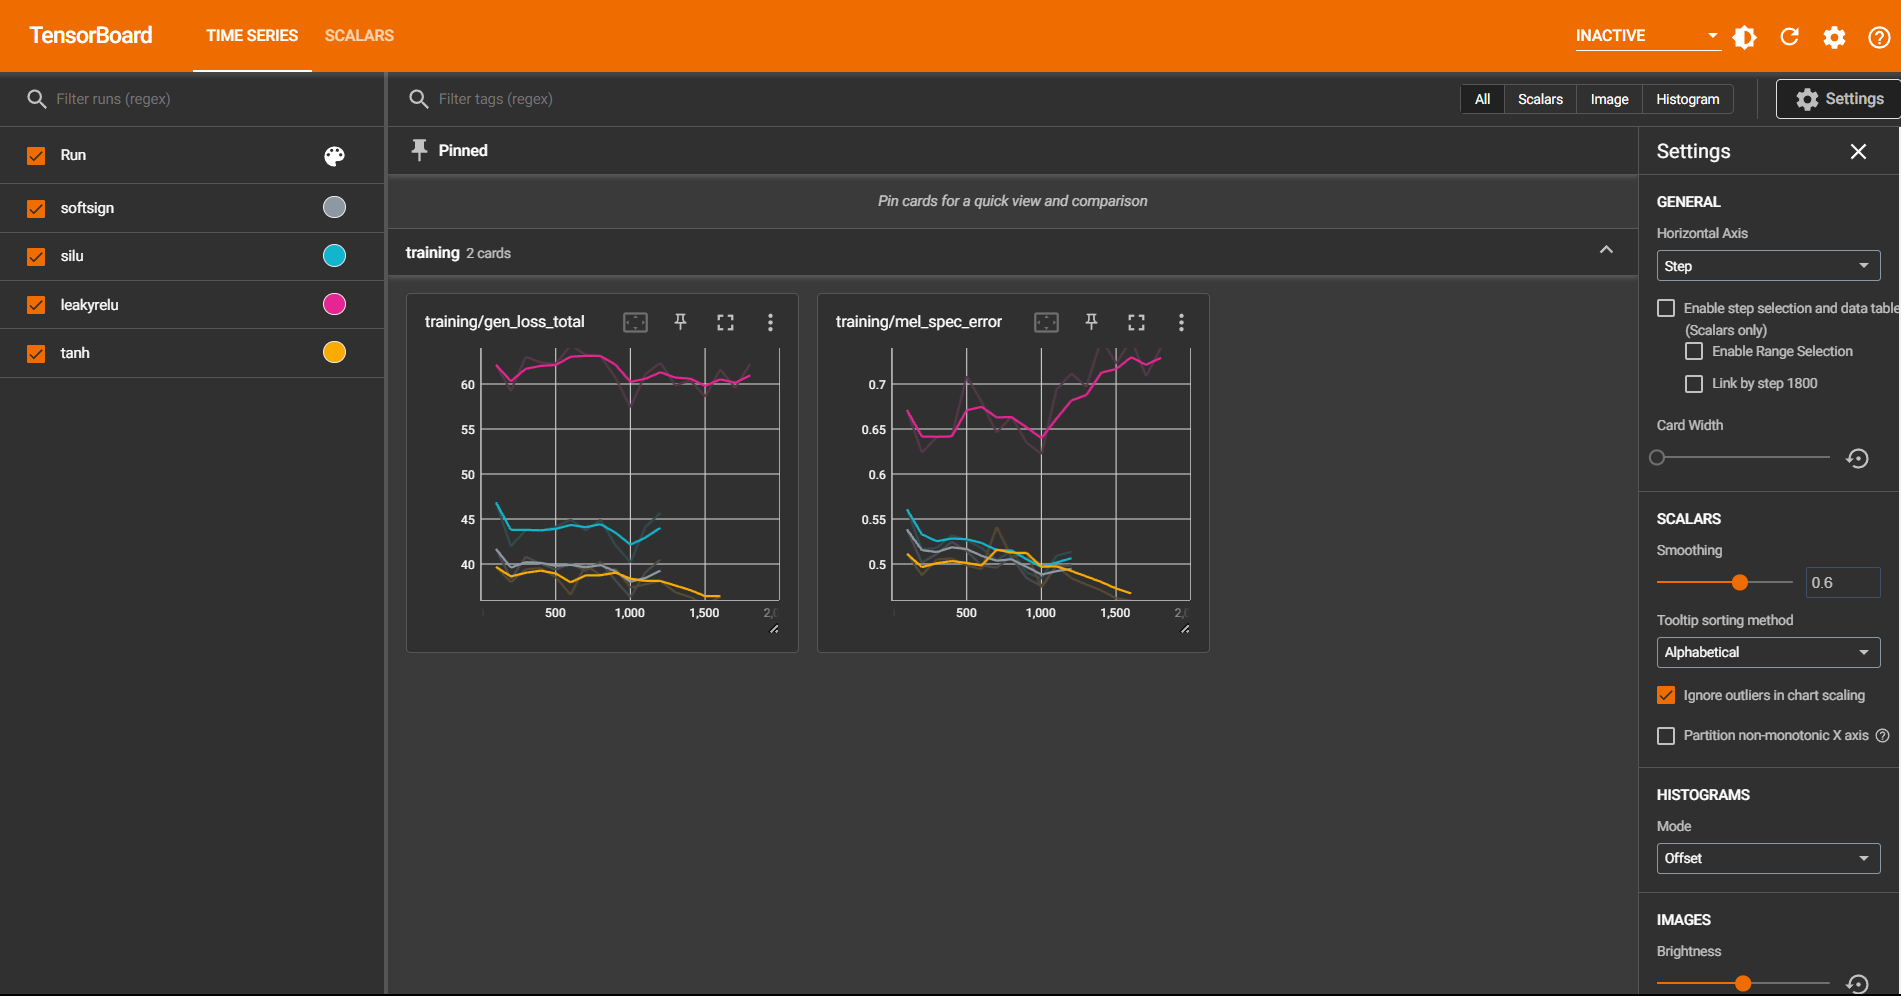 TensorBoard
TIME SERIES
SCALARS
INACTIVE
Filter runs (regex)
Filter tags (regex)
All
Scalars
Image
Histogram
Settings
Run
softsign
silu
leakyrelu
tanh
Pinned
Pin cards for a quick view and comparison
training 2 cards
training/gen_loss_total
60
55
50
45
40
500
1,000
1,500
training/mel_spec_error
0.7
0.65
0.6
0.55
0.5
500
1,000
1,500
Settings
GENERAL
Horizontal Axis
Step
Enable step selection and data table
(Scalars only)
Enable Range Selection
Link by step 1800
Card Width
SCALARS
Smoothing
0.6
Tooltip sorting method
Alphabetical
Ignore outliers in chart scaling
Partition non-monotonic X axis
HISTOGRAMS
Mode
Offset
IMAGES
Brightness